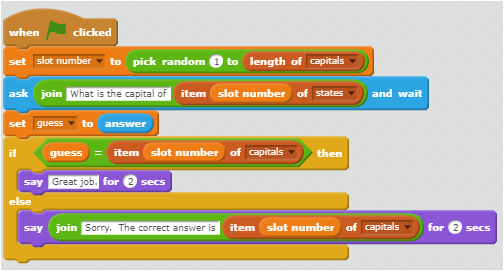 when clicked
set slot number to pick random 1 to length of capitals
ask join What is the capital of item slot number of states and wait
set guess to answer
if guess = item slot number of capitals then
say Great job. for 2 secs
else
say join Sorry.  The correct answer is item slot number of capitals for 2 secs